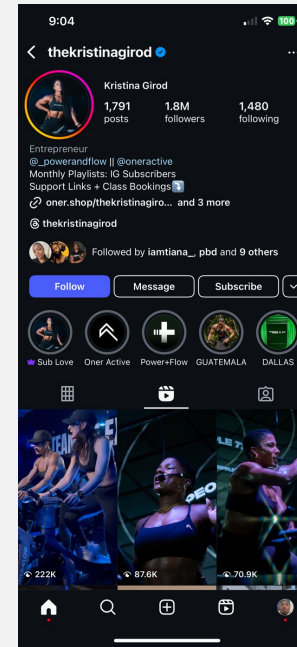 9:04
100
thekristinagirod
Kristina Girod
1,791 1.8M 1,480
posts followers following
Entrepreneur
@_powerandflow || @oneractive
Monthly Playlists: IG Subscribers
Support Links + Class Bookings
oner.shop/thekristinagiro... and 3 more
thekristinagirod
Followed by iamtiana_, pbd and 9 others
Follow Message Subscribe
Sub Love Oner Active Power+Flow GUATEMALA DALLAS
222K 87.6K 70.9K